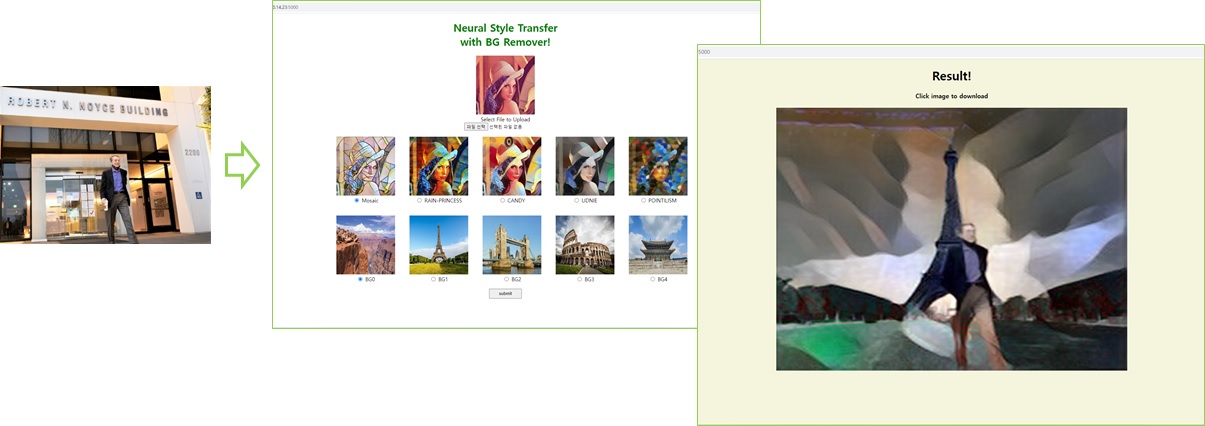 ROBERT N. NOYCE BUILDING
2200
0.14.23:5000
Neural Style Transfer
with BG Remover!
Select File to Upload
파일 선택 선택된 파일 없음
Mosaic RAIN-PRINCESS CANDY UDNIE POINTILISM
BG0 BG1 BG2 BG3 BG4
submit
5000
Result!
Click image to download